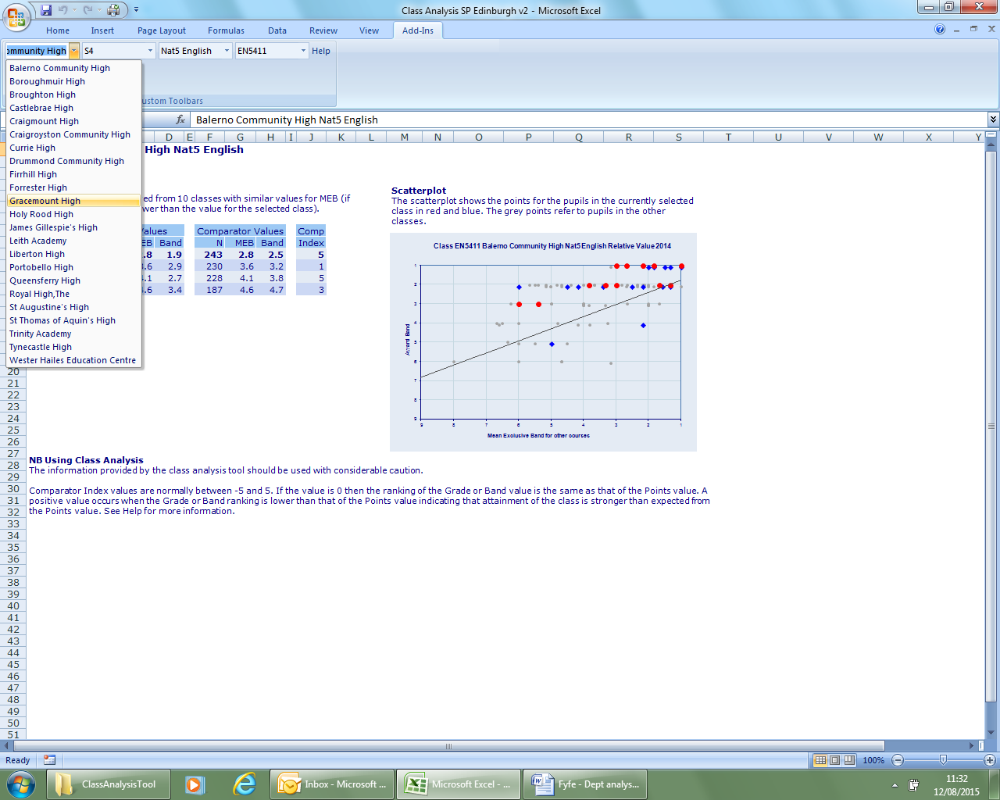 Class Analysis SP Edinburgh v2 - Microsoft Excel
Home Insert Page Layout Formulas Data Review View Add-Ins
ommunity High S4 Nat5 English EN5411 Help
Balerno Community High
Boroughmuir High
Broughton High
Castlebrae High
Craigmount High
Craigroyston Community High
Currie High
Drummond Community High
Firrhill High
Forrester High
Gracemount High
Holy Rood High
James Gillespie's High
Leith Academy
Liberton High
Portobello High
Queensferry High
Royal High,The
St Augustine's High
St Thomas of Aquin's High
Trinity Academy
Tynecastle High
Wester Hailes Education Centre
ustom Toolbars
fx Balerno Community High Nat5 English
D E F G H I J K L M N O P Q R S T U V W X Y
High Nat5 English
ed from 10 classes with similar values for MEB (if
wer than the value for the selected class).
alues Comparator Values Comp
EB Band N MEB Band Index
.8 1.9 243 2.8 2.5 5
3.6 2.9 230 3.6 3.2 1
4.1 2.7 228 4.1 3.8 5
4.6 3.4 187 4.6 4.7 3
Scatterplot
The scatterplot shows the points for the pupils in the currently selected
class in red and blue. The grey points refer to pupils in the other
classes.
Class EN5411 Balerno Community High Nat5 English Relative Value 2014
Award Band
1
2
3
4
5
6
7
8
9
9 8 7 6 5 4 3 2 1
Mean Exclusive Band for other courses
20
21
22
23
24
25
26
27
28
29
30
31
32
33
34
35
36
37
38
39
40
41
42
43
44
45
46
47
48
49
50
51
NB Using Class Analysis
The information provided by the class analysis tool should be used with considerable caution.
Comparator Index values are normally between -5 and 5. If the value is 0 then the ranking of the Grade or Band value is the same as that of the Points value. A
positive value occurs when the Grade or Band ranking is lower than that of the Points value indicating that attainment of the class is stronger than expected from
the Points value. See Help for more information.
Ready 100%
ClassAnalysisTool Inbox - Microsoft ... Microsoft Excel - ... Fyfe - Dept analys...
11:32
12/08/2015